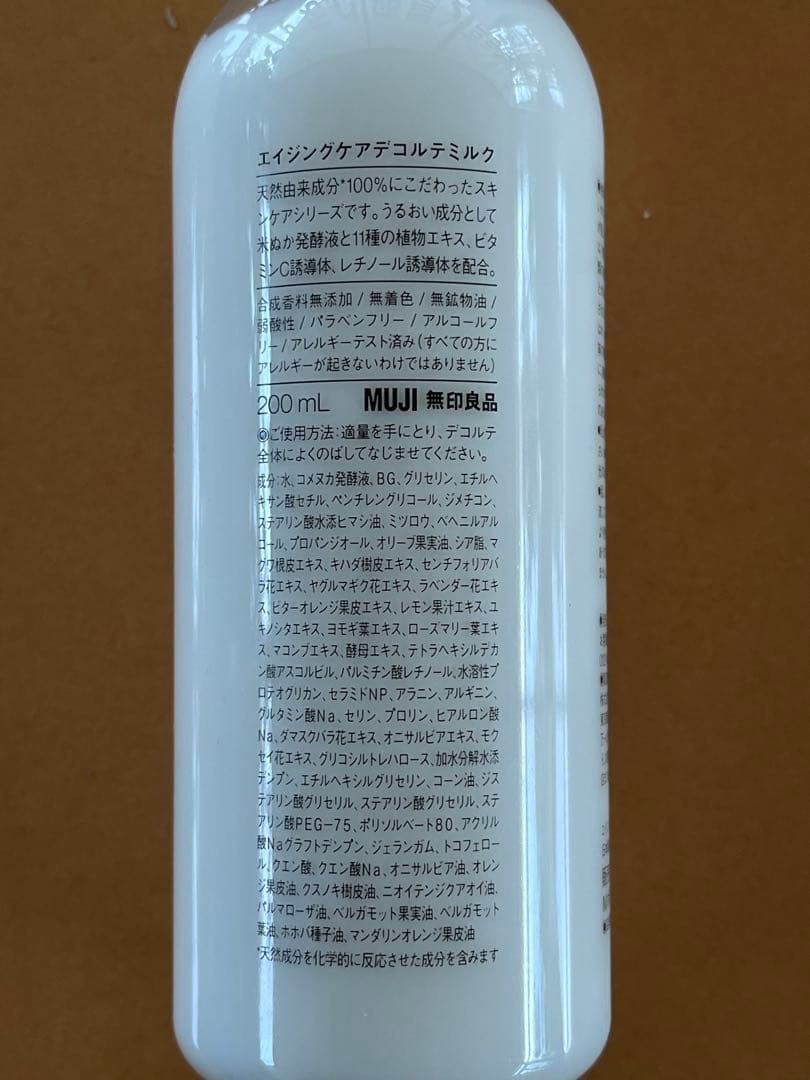 エイジングケアデコルテミルク
天然由来成分*100%にこだわったスキ
ンケアシリーズです。うるおい成分として
米ぬか発酵液と11種の植物エキス、ビタ
ミンC誘導体、レチノール誘導体を配合。
合成香料無添加 / 無着色 / 無鉱物油 /
弱酸性 / パラベンフリー / アルコールフ
リー / アレルギーテスト済み (すべての方に
アレルギーが起きないわけではありません)
200 mL MUJI 無印良品
◎ご使用方法:適量を手にとり、デコルテ
全体によくのばしてなじませてください。
成分:水、コメヌカ発酵液、BG、グリセリン、エチルヘ
キサン酸セチル、ペンチレングリコール、ジメチコン、
ステアリン酸水添ヒマシ油、ミツロウ、ベヘニルアル
コール、プロパンジオール、オリーブ果実油、シア脂、マ
グワ根皮エキス、キハダ樹皮エキス、センチフォリアバ
ラ花エキス、ヤグルマギク花エキス、ラベンダー花エキ
ス、ビターオレンジ果皮エキス、レモン果汁エキス、ユ
キノシタエキス、ヨモギ葉エキス、ローズマリー葉エキ
ス、マコンブエキス、酵母エキス、テトラヘキシルデカ
ン酸アスコルビル、パルミチン酸レチノール、水溶性プ
ロテオグリカン、セラミドNP、アラニン、アルギニン、
グルタミン酸Na、セリン、プロリン、ヒアルロン酸
Na、ダマスクバラ花エキス、オニサルビアエキス、モク
セイ花エキス、グリコシルトレハロース、加水分解水添
デンプン、エチルヘキシルグリセリン、コーン油、ジス
テアリン酸グリセリル、ステアリン酸グリセリル、ステ
アリン酸PEG-75、ポリソルベート80、アクリル
酸Naグラフトデンプン、ジェランガム、トコフェロー
ル、クエン酸、クエン酸Na、オニサルビア油、オレン
ジ果皮油、クスノキ樹皮油、ニオイテンジクアオイ油、
パルマローザ油、ベルガモット果実油、ベルガモット
葉油、ホホバ種子油、マンダリンオレンジ果皮油
*天然成分を化学的に反応させた成分を含みます